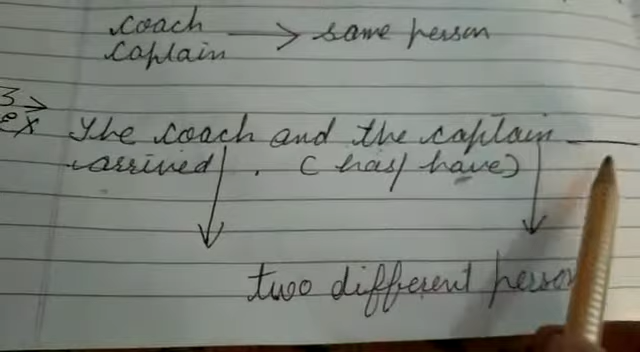 coach
captain → same person
3 →
ex The coach and the captain ___
arrived . (has/have)
two different person